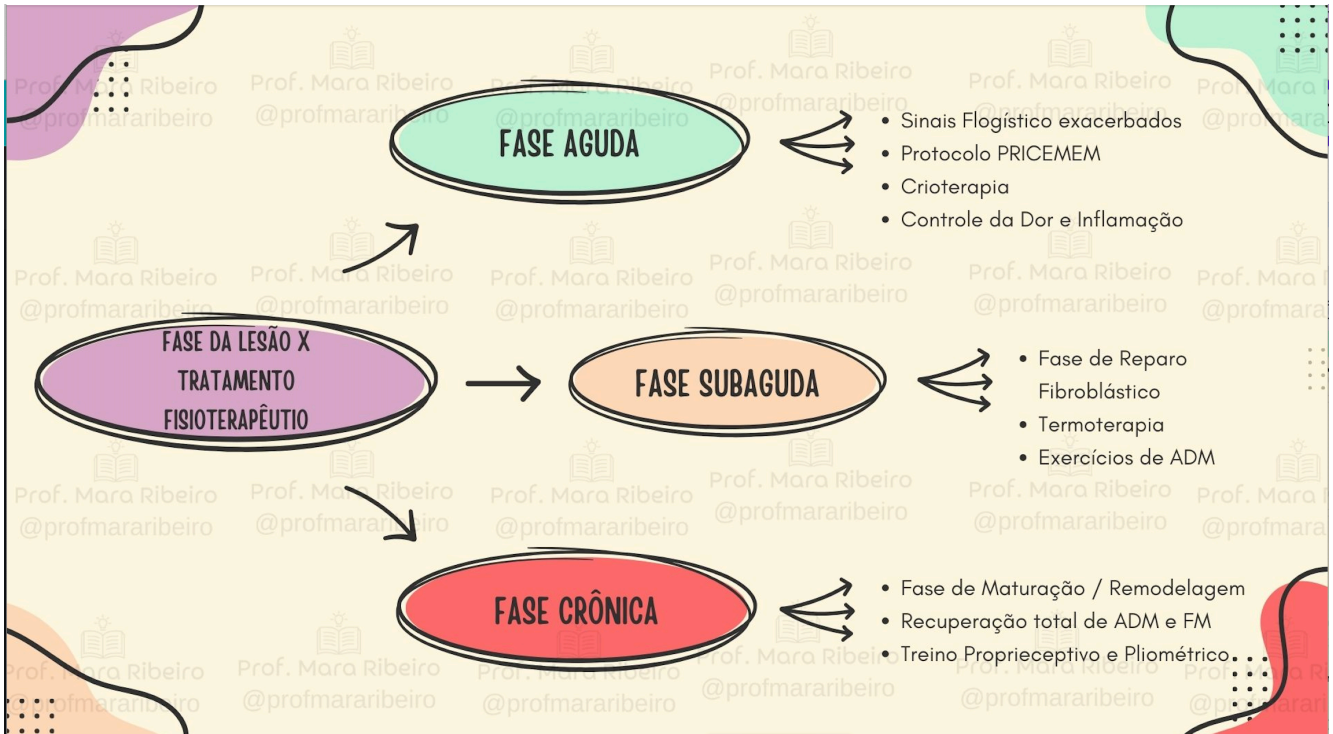 FASE AGUDA
• Sinais Flogístico exacerbados
• Protocolo PRICEMEM
• Crioterapia
• Controle da Dor e Inflamação
FASE DA LESÃO X
TRATAMENTO
FISIOTERAPÊUTIO
FASE SUBAGUDA
• Fase de Reparo
Fibroblástico
• Termoterapia
• Exercícios de ADM
FASE CRÔNICA
• Fase de Maturação / Remodelagem
• Recuperação total de ADM e FM
• Treino Proprieceptivo e Pliométrico
Prof. Mara Ribeiro
@profmararibeiro